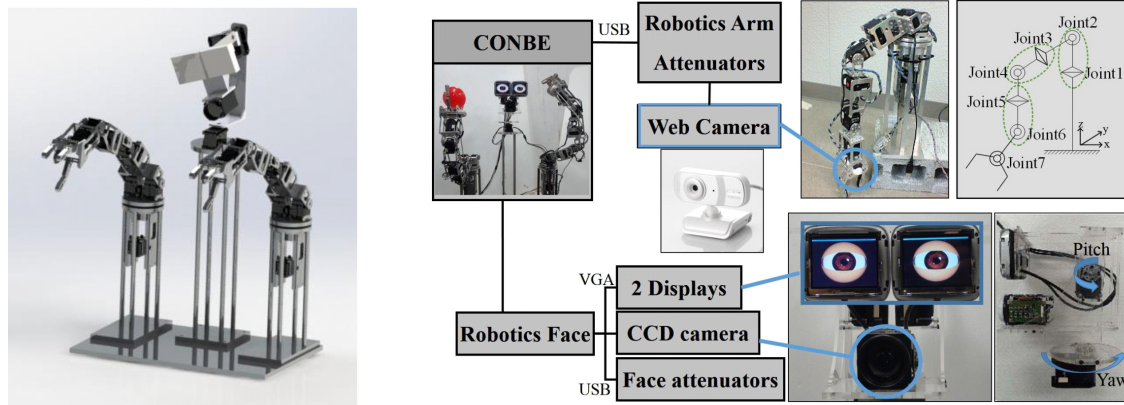 CONBE
USB
Robotics Arm
Attenuators
Web Camera
Joint2
Joint3
Joint4
Joint1
Joint5
Joint6
Joint7
z
y
x
VGA
2 Displays
Robotics Face
CCD camera
USB
Face attenuators
Pitch
Yaw